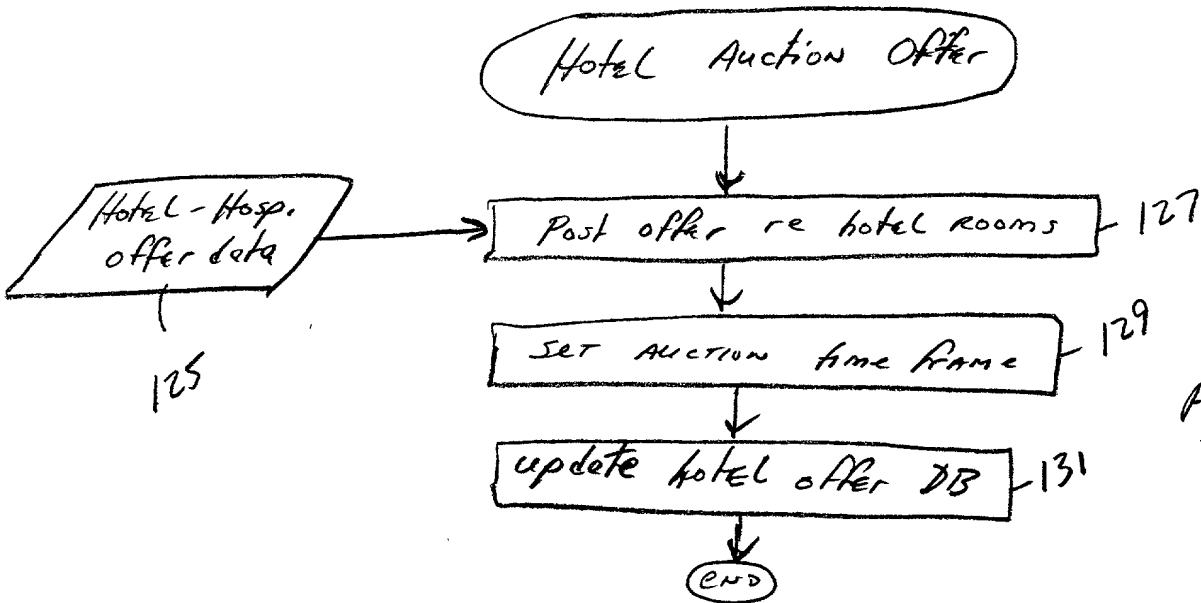 Hotel Auction Offer
Hotel-Hosp.
offer data
125
Post offer re hotel rooms
127
Set auction time frame
129
update hotel offer DB
131
end